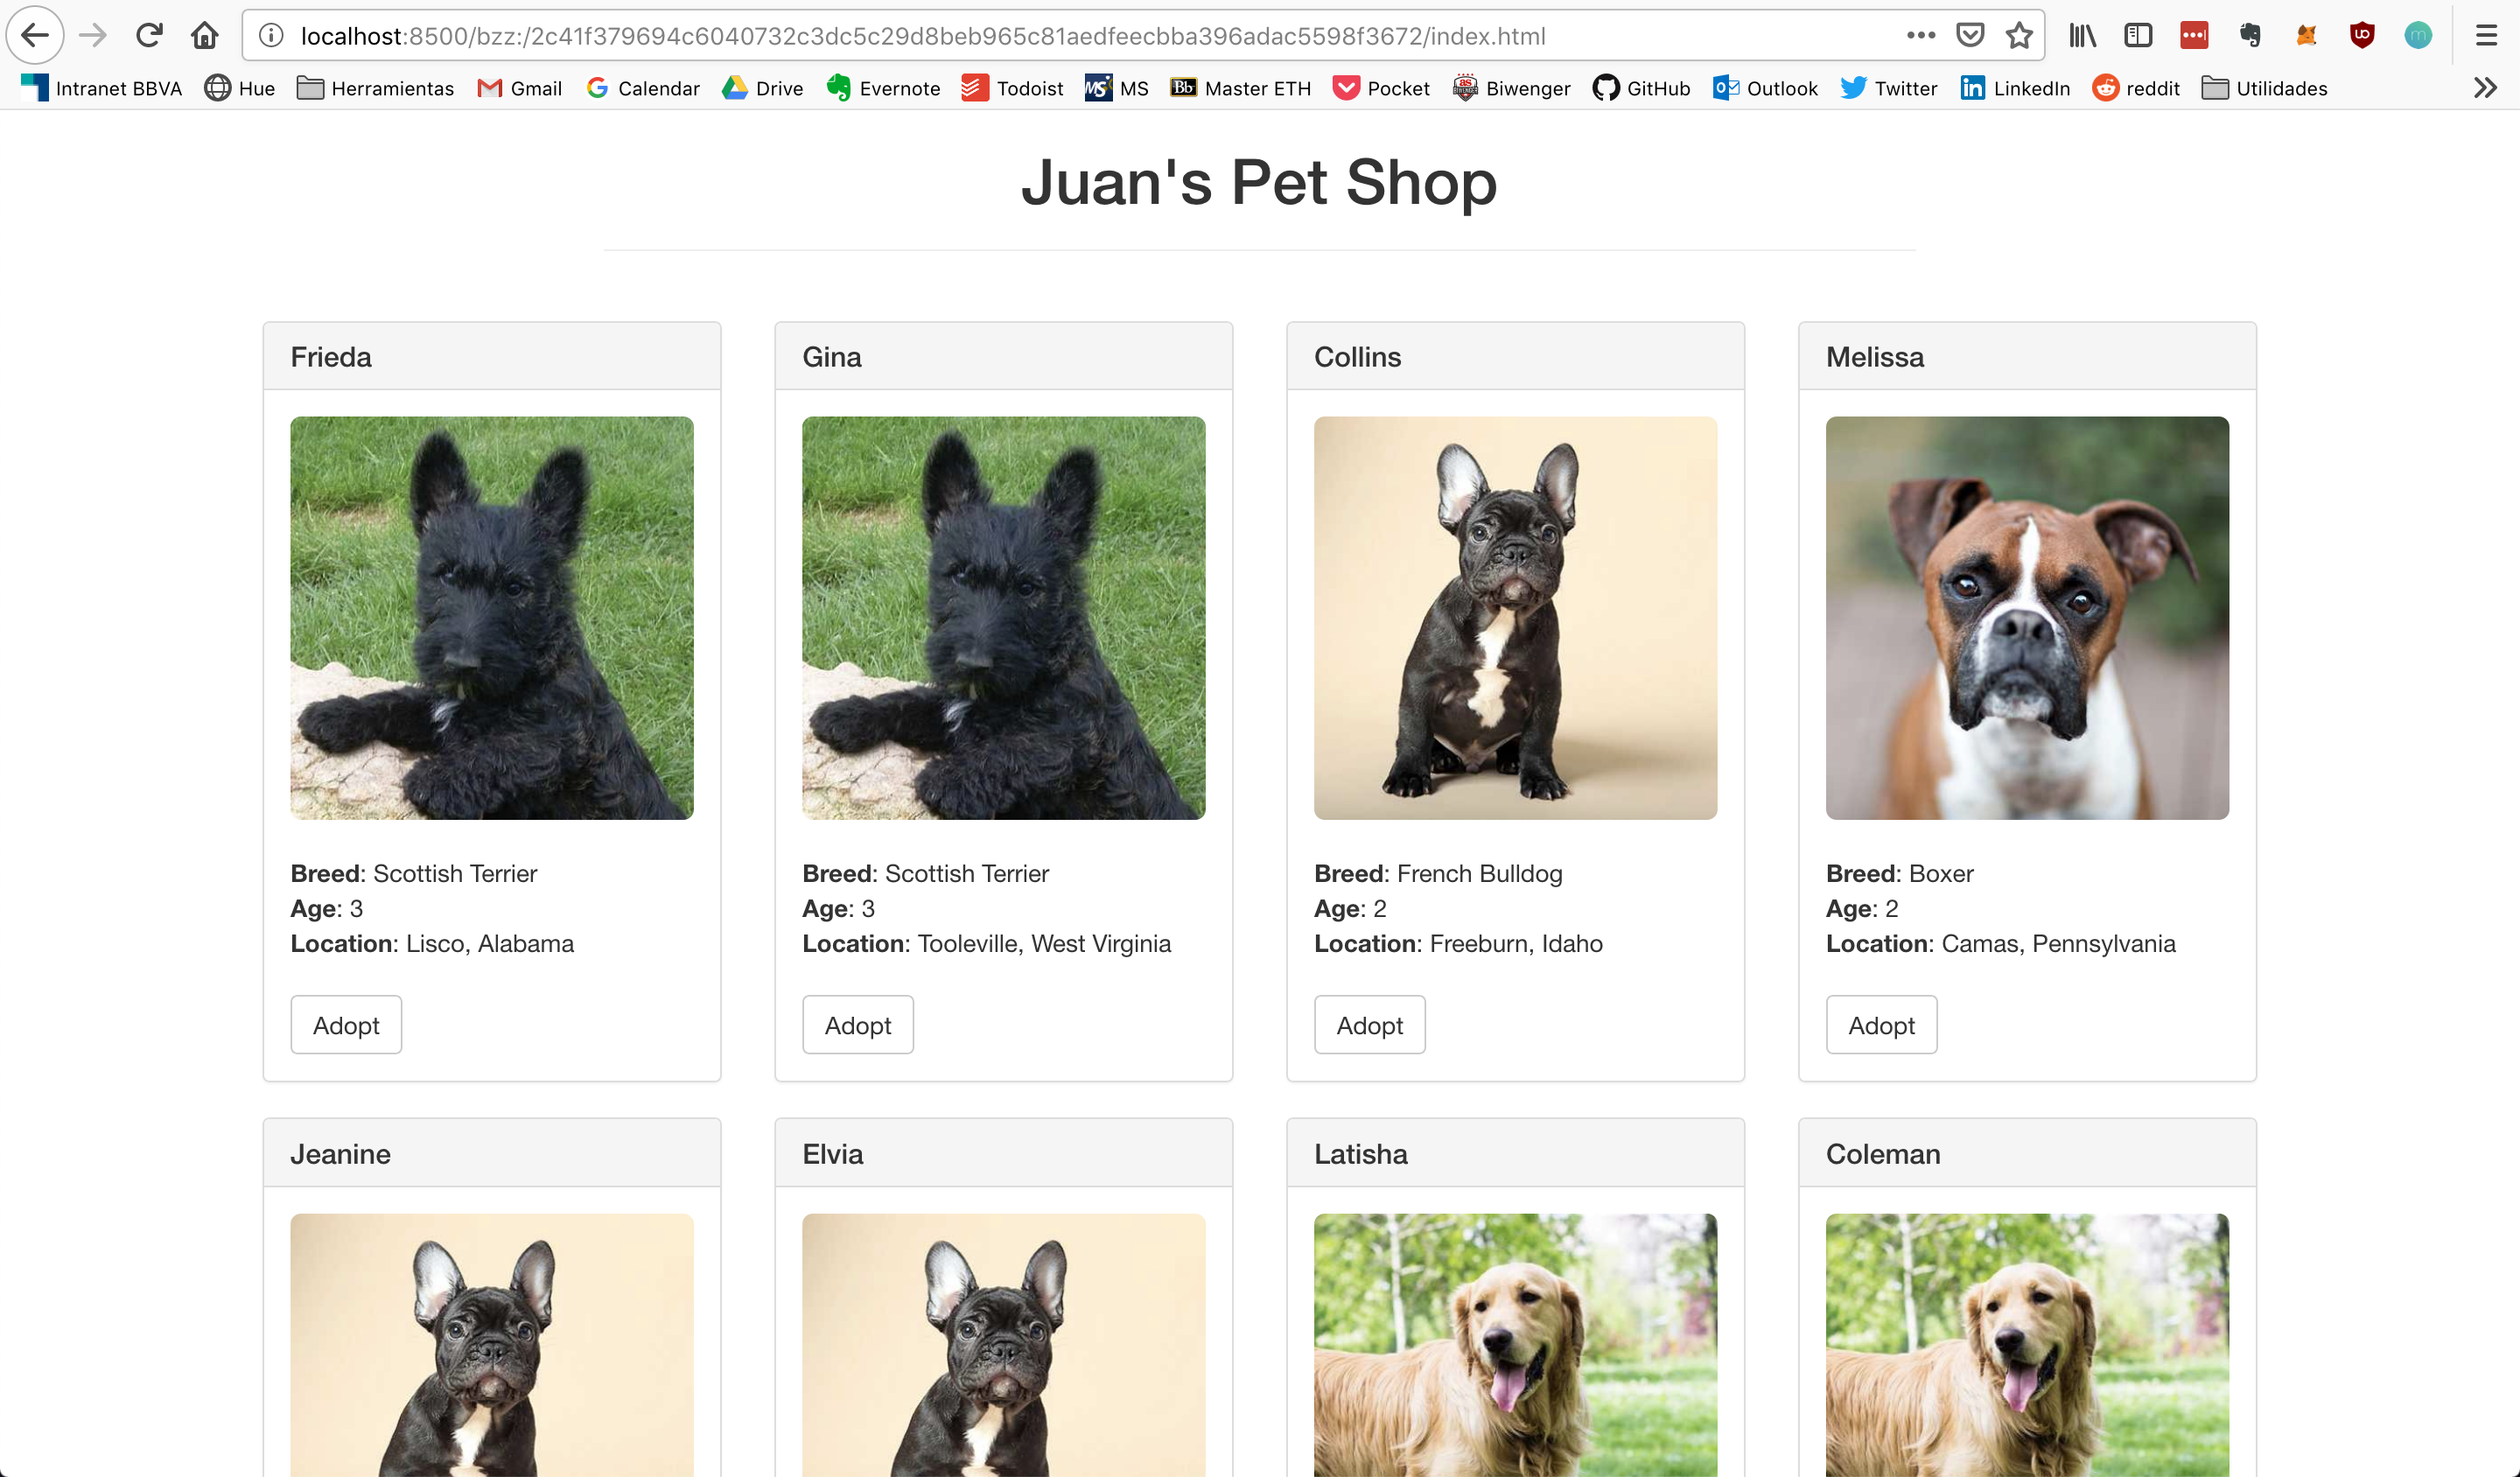 localhost:8500/bzz:/2c41f379694c6040732c3dc5c29d8beb965c81aedfeecbba396adac5598f3672/index.html
Intranet BBVA Hue Herramientas Gmail Calendar Drive Evernote Todoist MS MS Bb Master ETH Pocket Biwenger GitHub Outlook Twitter LinkedIn reddit Utilidades
Juan's Pet Shop
Frieda
Breed: Scottish Terrier
Age: 3
Location: Lisco, Alabama
Adopt
Gina
Breed: Scottish Terrier
Age: 3
Location: Tooleville, West Virginia
Adopt
Collins
Breed: French Bulldog
Age: 2
Location: Freeburn, Idaho
Adopt
Melissa
Breed: Boxer
Age: 2
Location: Camas, Pennsylvania
Adopt
Jeanine
Elvia
Latisha
Coleman